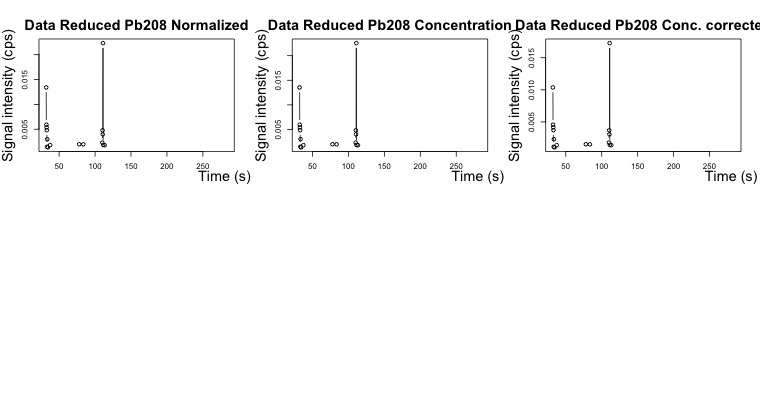 Data Reduced Pb208 Normalized
Signal intensity (cps)
0.005
0.015
50
100
150
200
250
Time (s)
Data Reduced Pb208 Concentration
Signal intensity (cps)
0.005
0.015
50
100
150
200
250
Time (s)
Data Reduced Pb208 Conc. correcte
Signal intensity (cps)
0.005
0.010
0.015
50
100
150
200
250
Time (s)